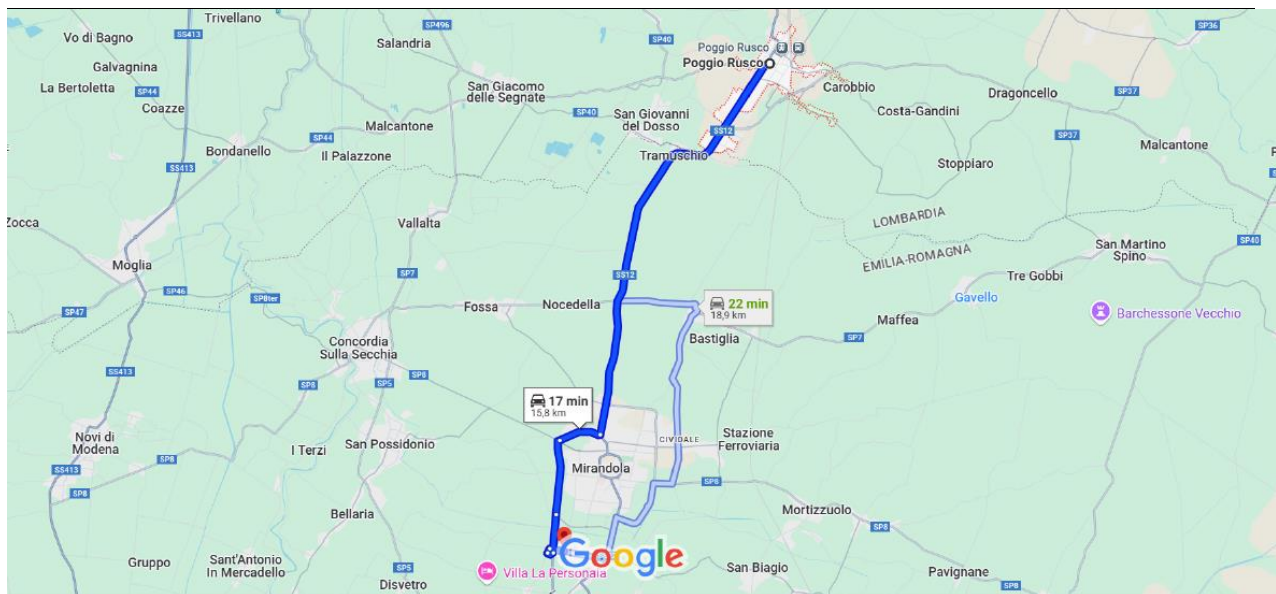 Trivellano
SP496
SP36
Vo di Bagno
SS413
Salandria
SP40
Poggio Rusco
Poggio Rusco
Galvagnina
La Bertoletta
SP44
Coazze
San Giacomo
delle Segnate
Carobbio
Dragoncello
SP37
SP40
San Giovanni
del Dosso
Costa-Gandini
Malcantone
SS12
SP37
SP44
Bondanello
Il Palazzone
Tramuschio
Malcantone
SS413
Stoppiaro
Zocca
Vallalta
LOMBARDIA
EMILIA-ROMAGNA
SP40
San Martino
Spino
Moglia
SP7
SS12
Tre Gobbi
SP46
SP8ter
Fossa
Nocedella
22 min
18,9 km
Gavello
SP47
Maffea
Barchessone Vecchio
Bastiglia
SP7
Concordia
Sulla Secchia
SS413
SP8
SP8
SP5
17 min
15,8 km
Novi di
Modena
I Terzi
San Possidonio
CIVIDALE
Stazione
Ferroviaria
SS413
SP8
SP8
Mirandola
SP8
Bellaria
Mortizzuolo
SP8
Google
Gruppo
Sant'Antonio
In Mercadello
SP5
Villa La Personala
San Biagio
Pavignane
Disvetro
SP8